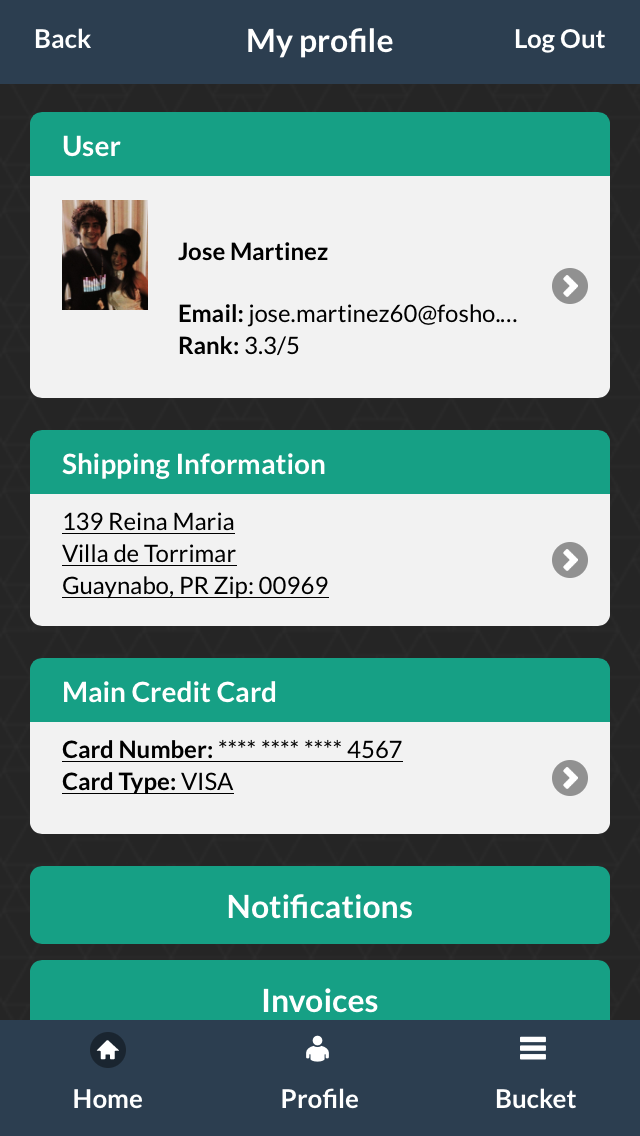 Back
My profile
Log Out
User
Jose Martinez
Email: jose.martinez60@fosho....
Rank: 3.3/5
Shipping Information
139 Reina Maria
Villa de Torrimar
Guaynabo, PR Zip: 00969
Main Credit Card
Card Number: **** **** **** 4567
Card Type: VISA
Notifications
Invoices
Home
Profile
Bucket